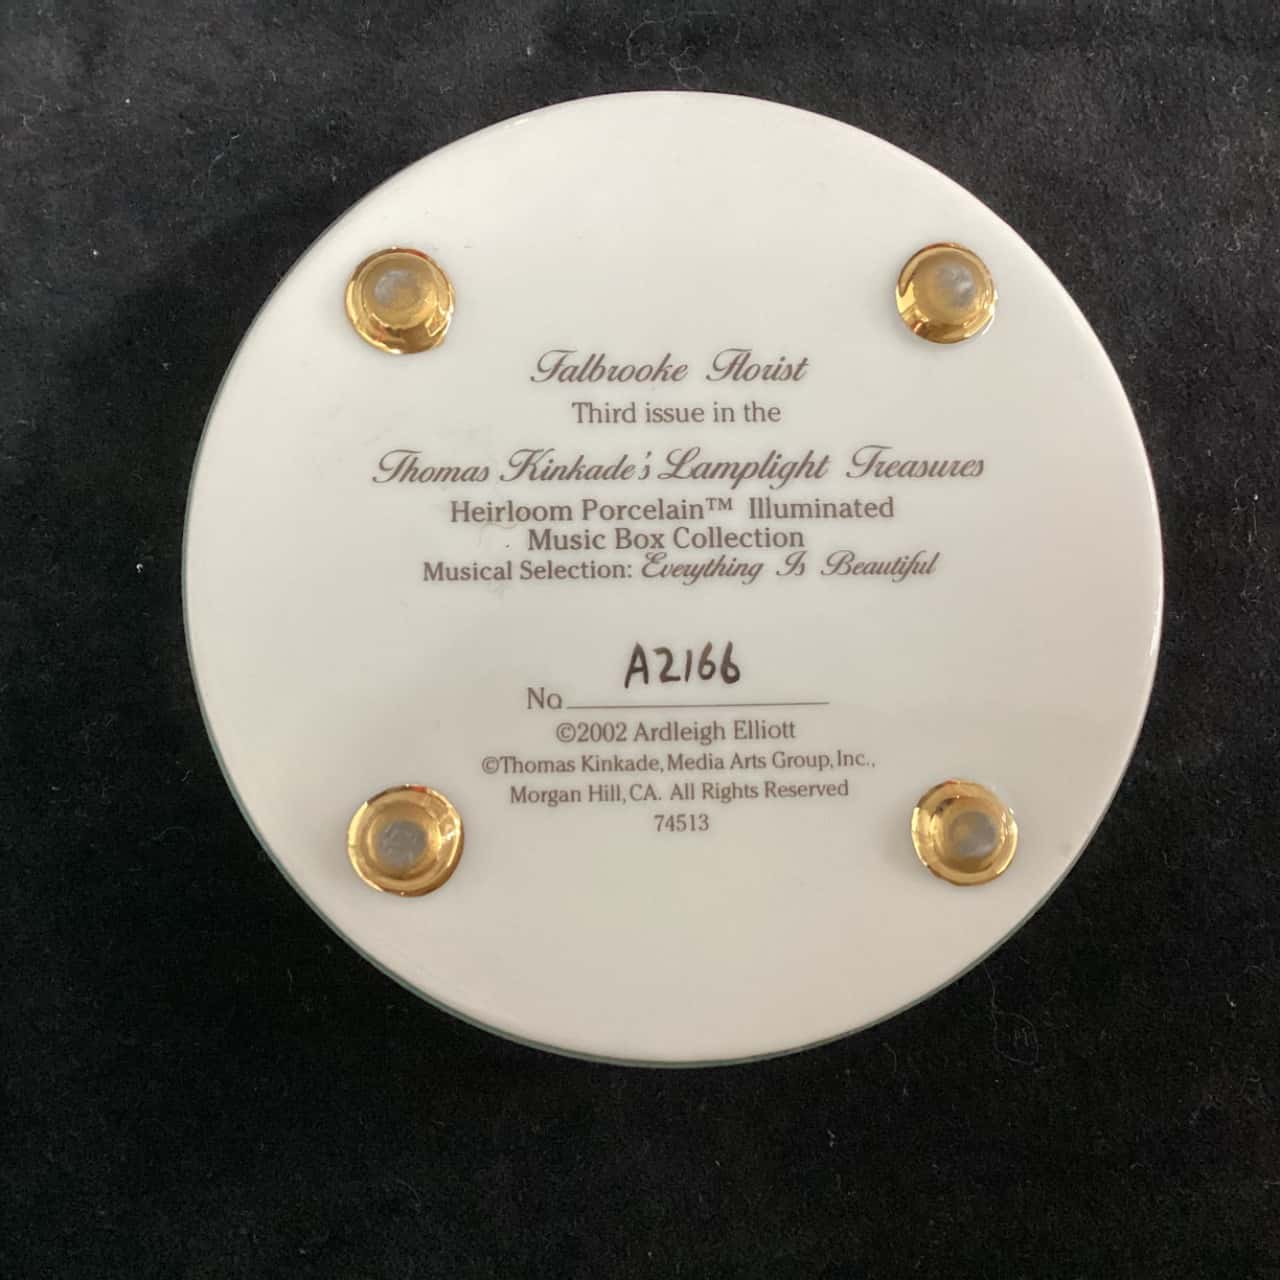 Talbrooke Florist
Third issue in the
Thomas Kinkade's Lamplight Treasures
Heirloom Porcelain™ Illuminated
Music Box Collection
Musical Selection: Everything Is Beautiful
A2166
No.
©2002 Ardleigh Elliott
©Thomas Kinkade, Media Arts Group, Inc.,
Morgan Hill, CA. All Rights Reserved
74513